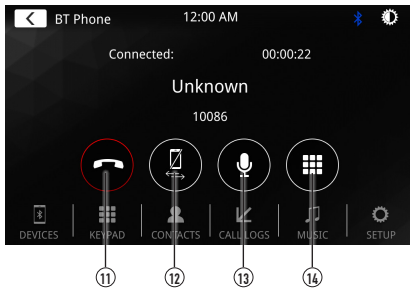 BT Phone 12:00 AM
Connected: 00:00:22
Unknown
10086
DEVICES KEYPAD CONTACTS CALL LOGS MUSIC SETUP
11 12 13 14